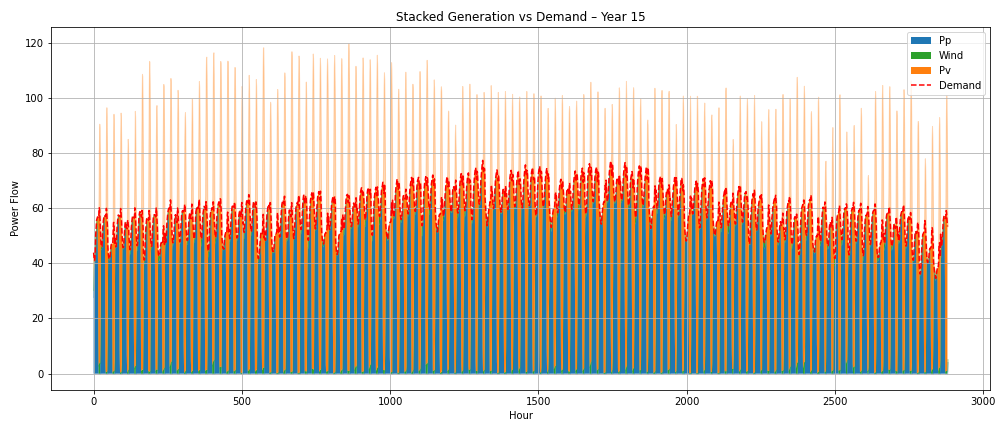 Stacked Generation vs Demand – Year 15
Power Flow
120
100
80
60
40
20
0
0
500
1000
1500
2000
2500
3000
Hour
Pp
Wind
Pv
Demand